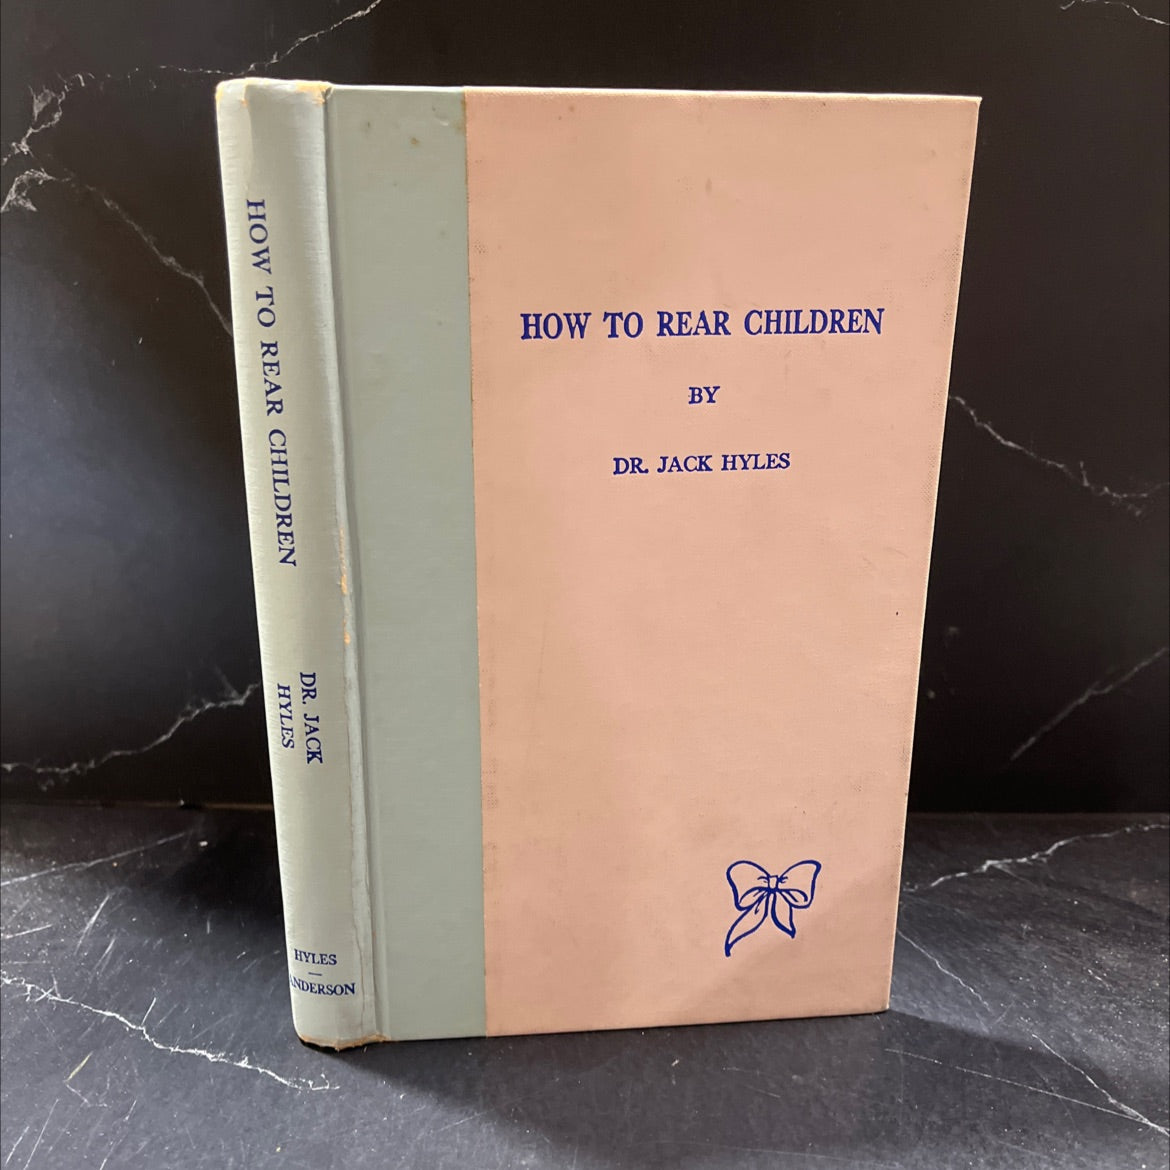 HOW TO REAR CHILDREN
DR. JACK
HYLES
HYLES
—
ANDERSON
HOW TO REAR CHILDREN
BY
DR. JACK HYLES